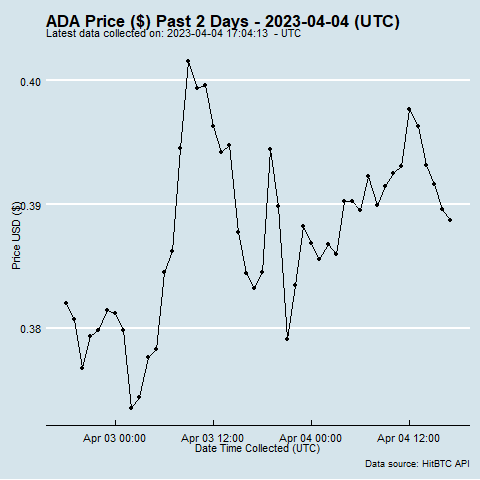 ADA Price ($) Past 2 Days - 2023-04-04 (UTC)
Latest data collected on: 2023-04-04 17:04:13 - UTC
0.40
0.39
0.38
Price USD ($)
Apr 03 00:00 Apr 03 12:00 Apr 04 00:00 Apr 04 12:00
Date Time Collected (UTC)
Data source: HitBTC API